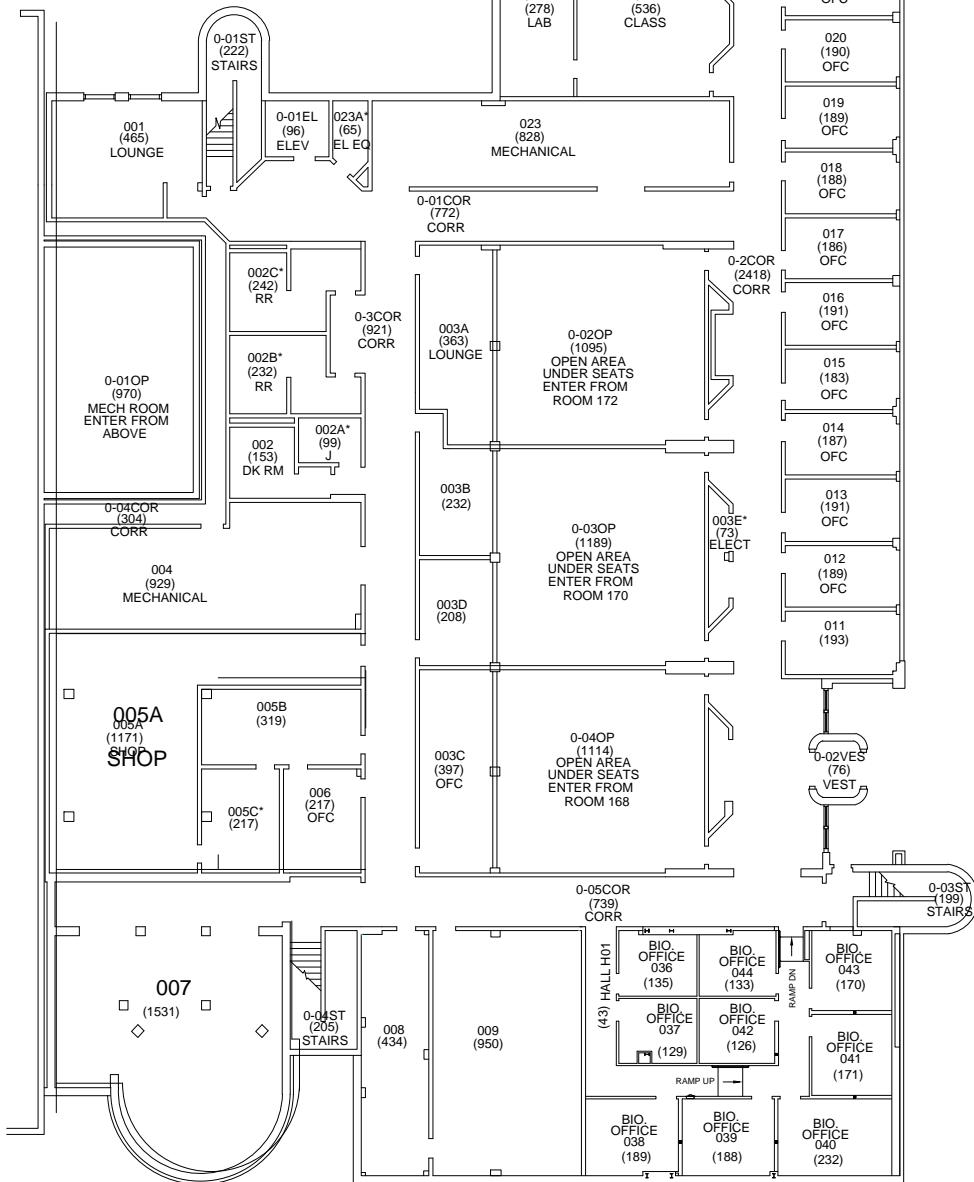 (278)
LAB
(536)
CLASS
OFC
020
(190)
OFC
0-01ST
(222)
STAIRS
019
(189)
OFC
001
(465)
LOUNGE
0-01EL
(96)
ELEV
023A*
(65)
EL EQ
023
(828)
MECHANICAL
018
(188)
OFC
0-01COR
(772)
CORR
017
(186)
OFC
002C*
(242)
RR
0-2COR
(2418)
CORR
016
(191)
OFC
0-3COR
(921)
CORR
003A
(363)
LOUNGE
0-02OP
(1095)
OPEN AREA
UNDER SEATS
ENTER FROM
ROOM 172
002B*
(232)
RR
015
(183)
OFC
0-01OP
(970)
MECH ROOM
ENTER FROM
ABOVE
014
(187)
OFC
002
(153)
DK RM
002A*
(99)
J
003B
(232)
013
(191)
OFC
0-04COR
(304)
CORR
0-03OP
(1189)
OPEN AREA
UNDER SEATS
ENTER FROM
ROOM 170
003E*
(73)
ELECT
004
(929)
MECHANICAL
012
(189)
OFC
003D
(208)
011
(193)
005A
SHOP
005A
(1171)
SHOP
005B
(319)
003C
(397)
OFC
0-04OP
(1114)
OPEN AREA
UNDER SEATS
ENTER FROM
ROOM 168
0-02VES
(76)
VEST
005C*
(217)
006
(217)
OFC
0-05COR
(739)
CORR
0-03ST
(199)
STAIRS
007
(1531)
0-04ST
(205)
STAIRS
008
(434)
009
(950)
(43) HALL H01
BIO.
OFFICE
036
(135)
BIO.
OFFICE
044
(133)
RAMP DN
BIO.
OFFICE
043
(170)
BIO.
OFFICE
037
(129)
BIO.
OFFICE
042
(126)
BIO.
OFFICE
041
(171)
RAMP UP
BIO.
OFFICE
038
(189)
BIO.
OFFICE
039
(188)
BIO.
OFFICE
040
(232)